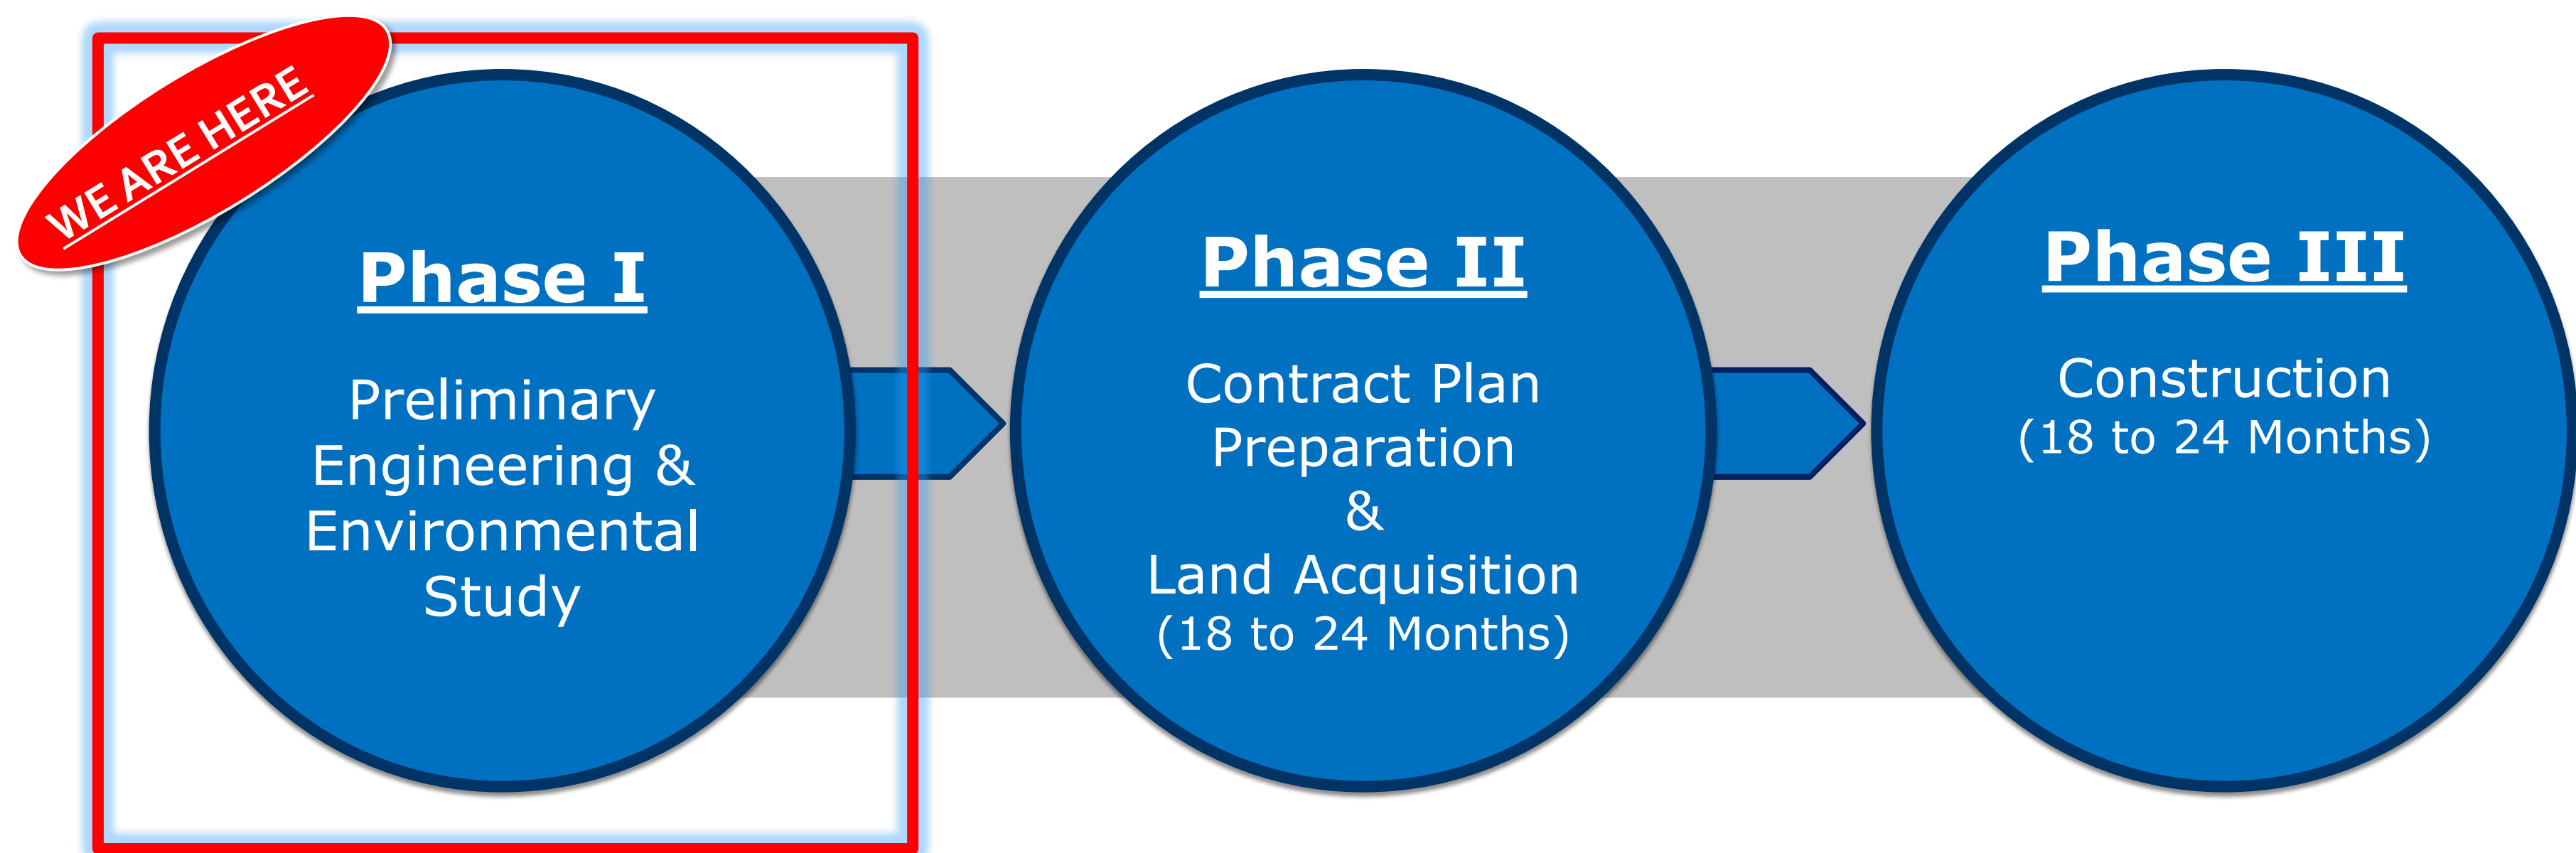 WE ARE HERE
Phase I
Preliminary
Engineering &
Environmental
Study
Phase II
Contract Plan
Preparation
&
Land Acquisition
(18 to 24 Months)
Phase III
Construction
(18 to 24 Months)